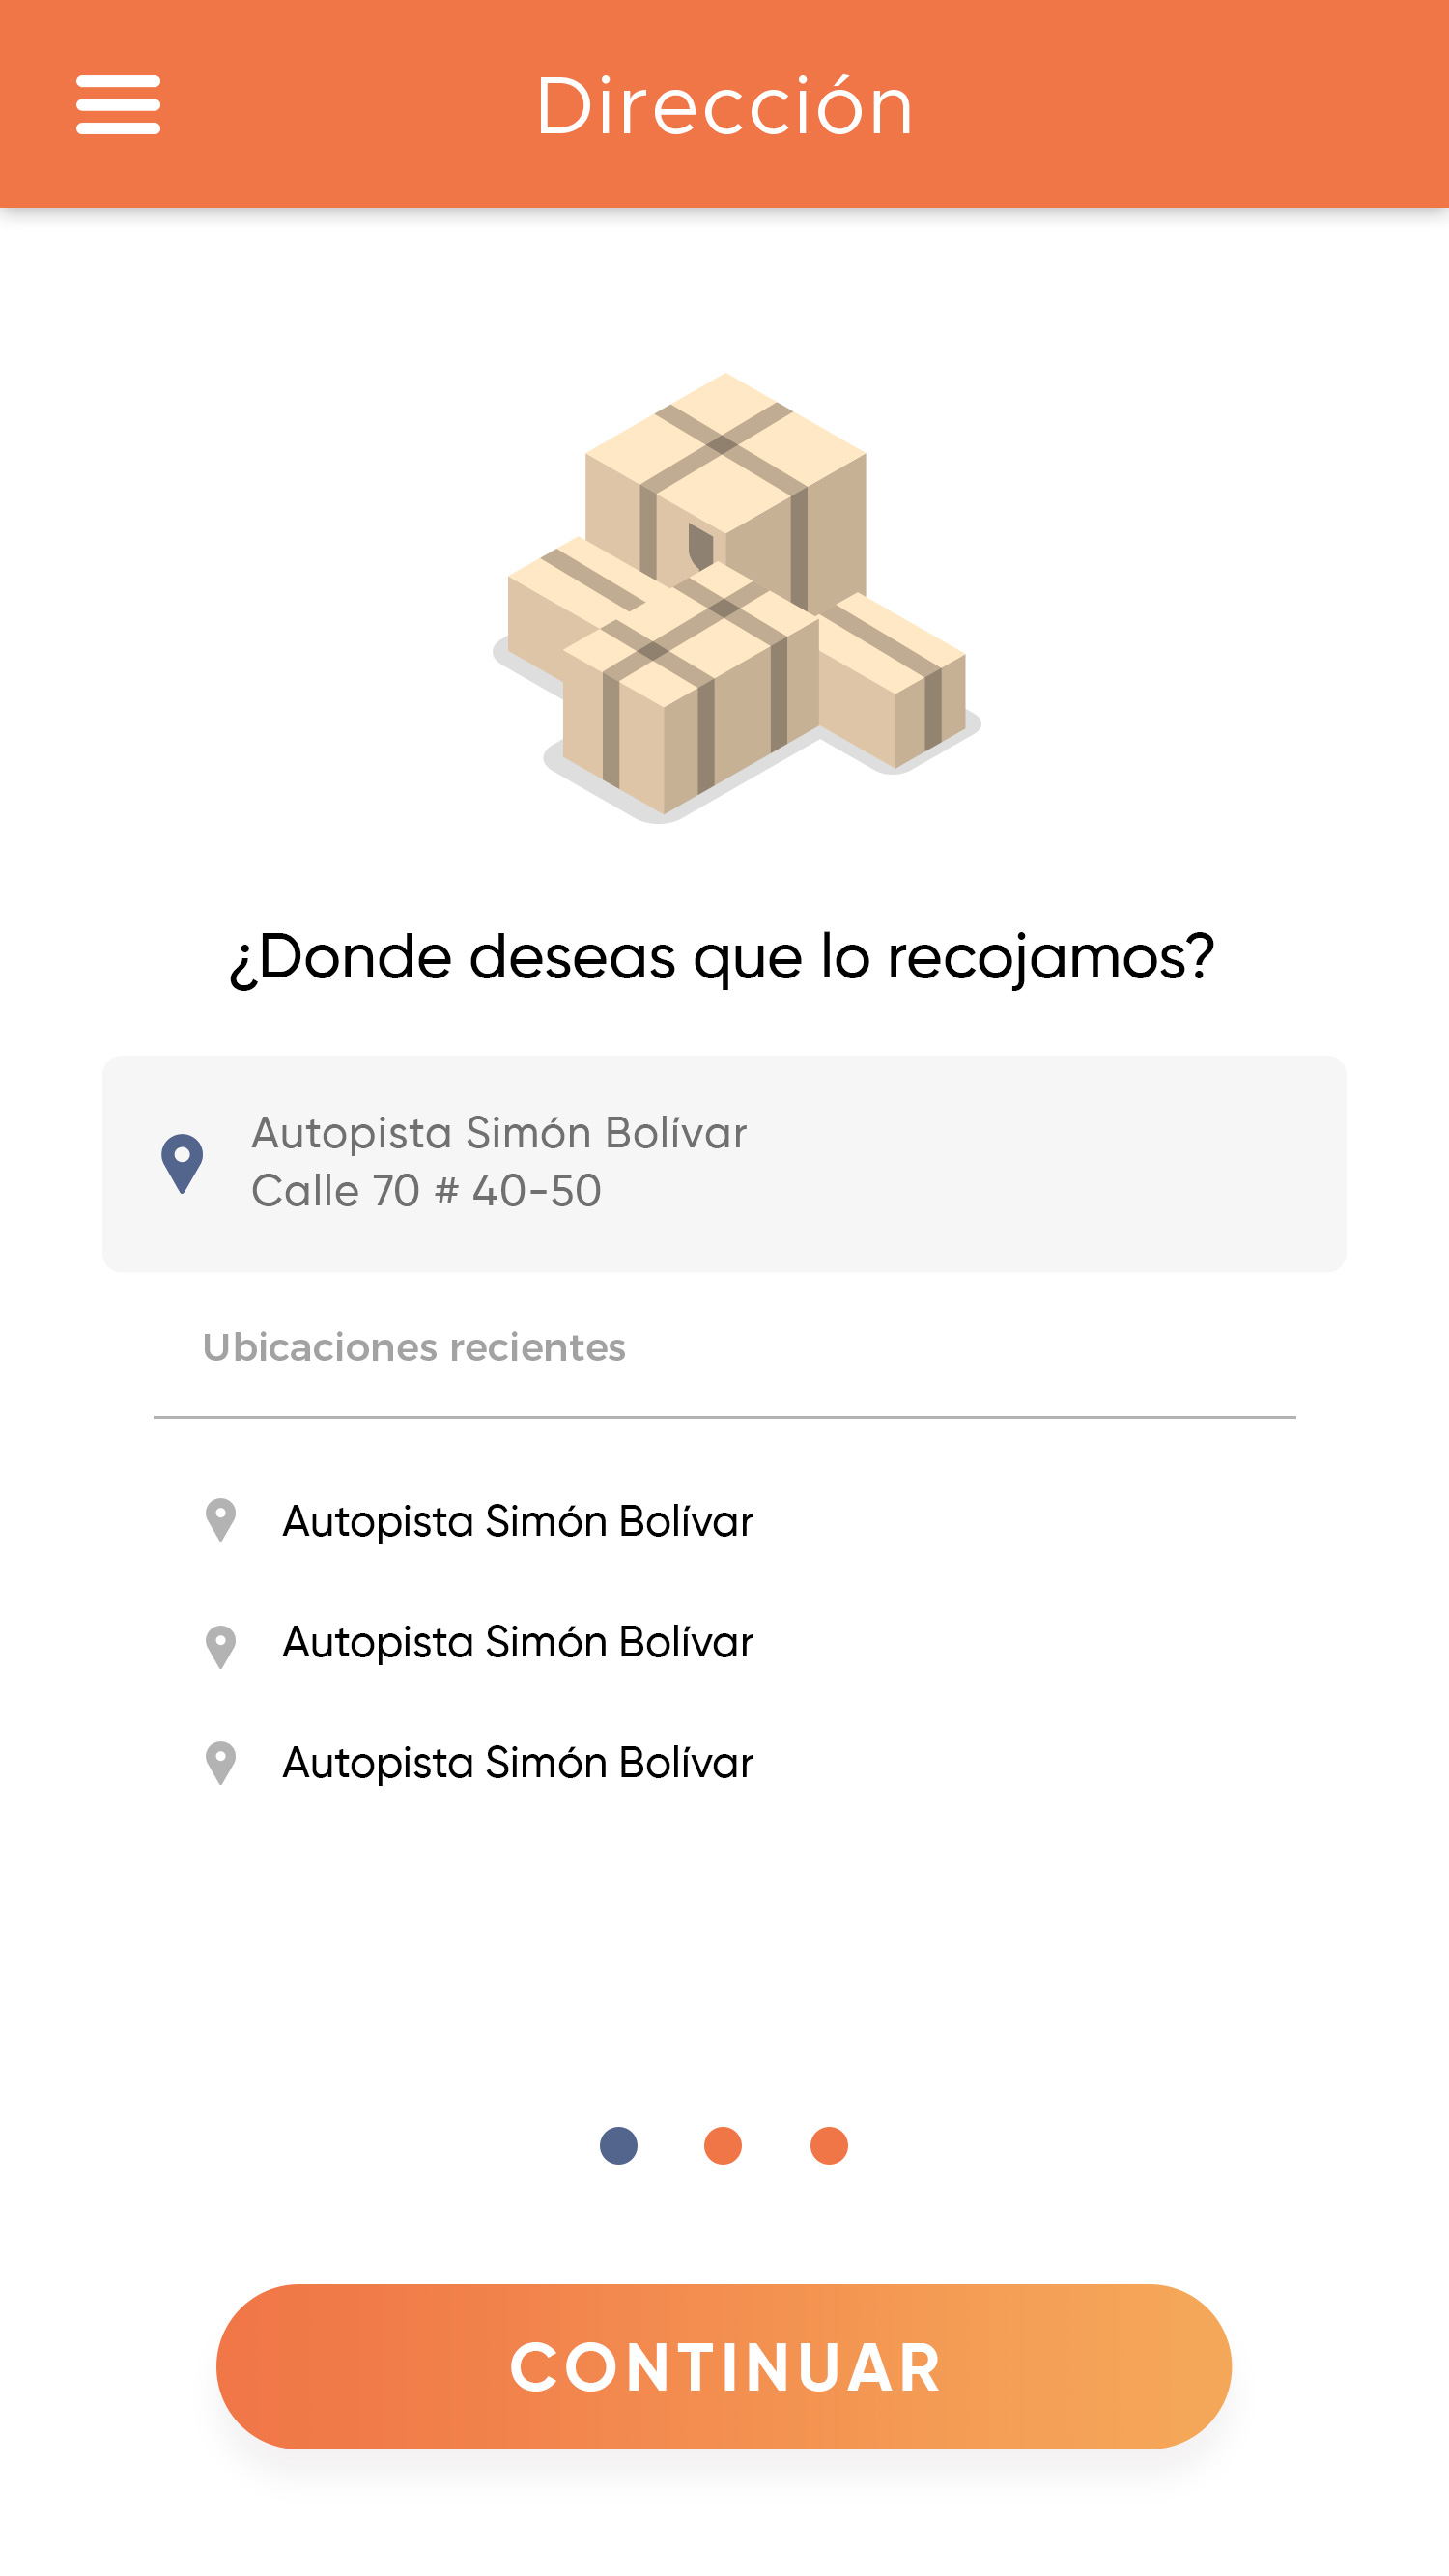 Dirección
¿Donde deseas que lo recojamos?
Autopista Simón Bolívar
Calle 70 # 40-50
Ubicaciones recientes
Autopista Simón Bolívar
Autopista Simón Bolívar
Autopista Simón Bolívar
CONTINUAR